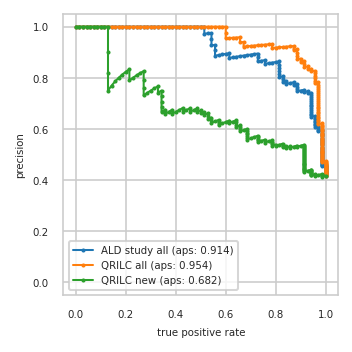 1.0
0.8
0.6
0.4
0.2
0.0
precision
ALD study all (aps: 0.914)
QRILC all (aps: 0.954)
QRILC new (aps: 0.682)
0.0 0.2 0.4 0.6 0.8 1.0
true positive rate